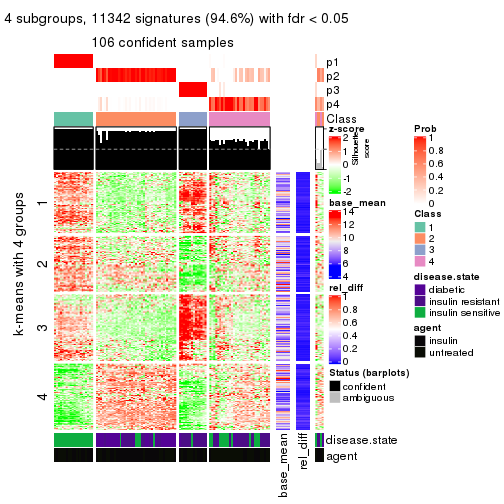 4 subgroups, 11342 signatures (94.6%) with fdr < 0.05
106 confident samples
p1
p2
p3
p4
Class
Silhouette
score
k-means with 4 groups
1
2
3
4
disease.state
agent
base_mean
rel_diff
z-score
2
1
0
-1
-2
base_mean
14
12
10
8
6
4
rel_diff
1
0.8
0.6
0.4
0.2
0
Status (barplots)
confident
ambiguous
Prob
1
0.8
0.6
0.4
0.2
0
Class
1
2
3
4
disease.state
diabetic
insulin resistant
insulin sensitive
agent
insulin
untreated